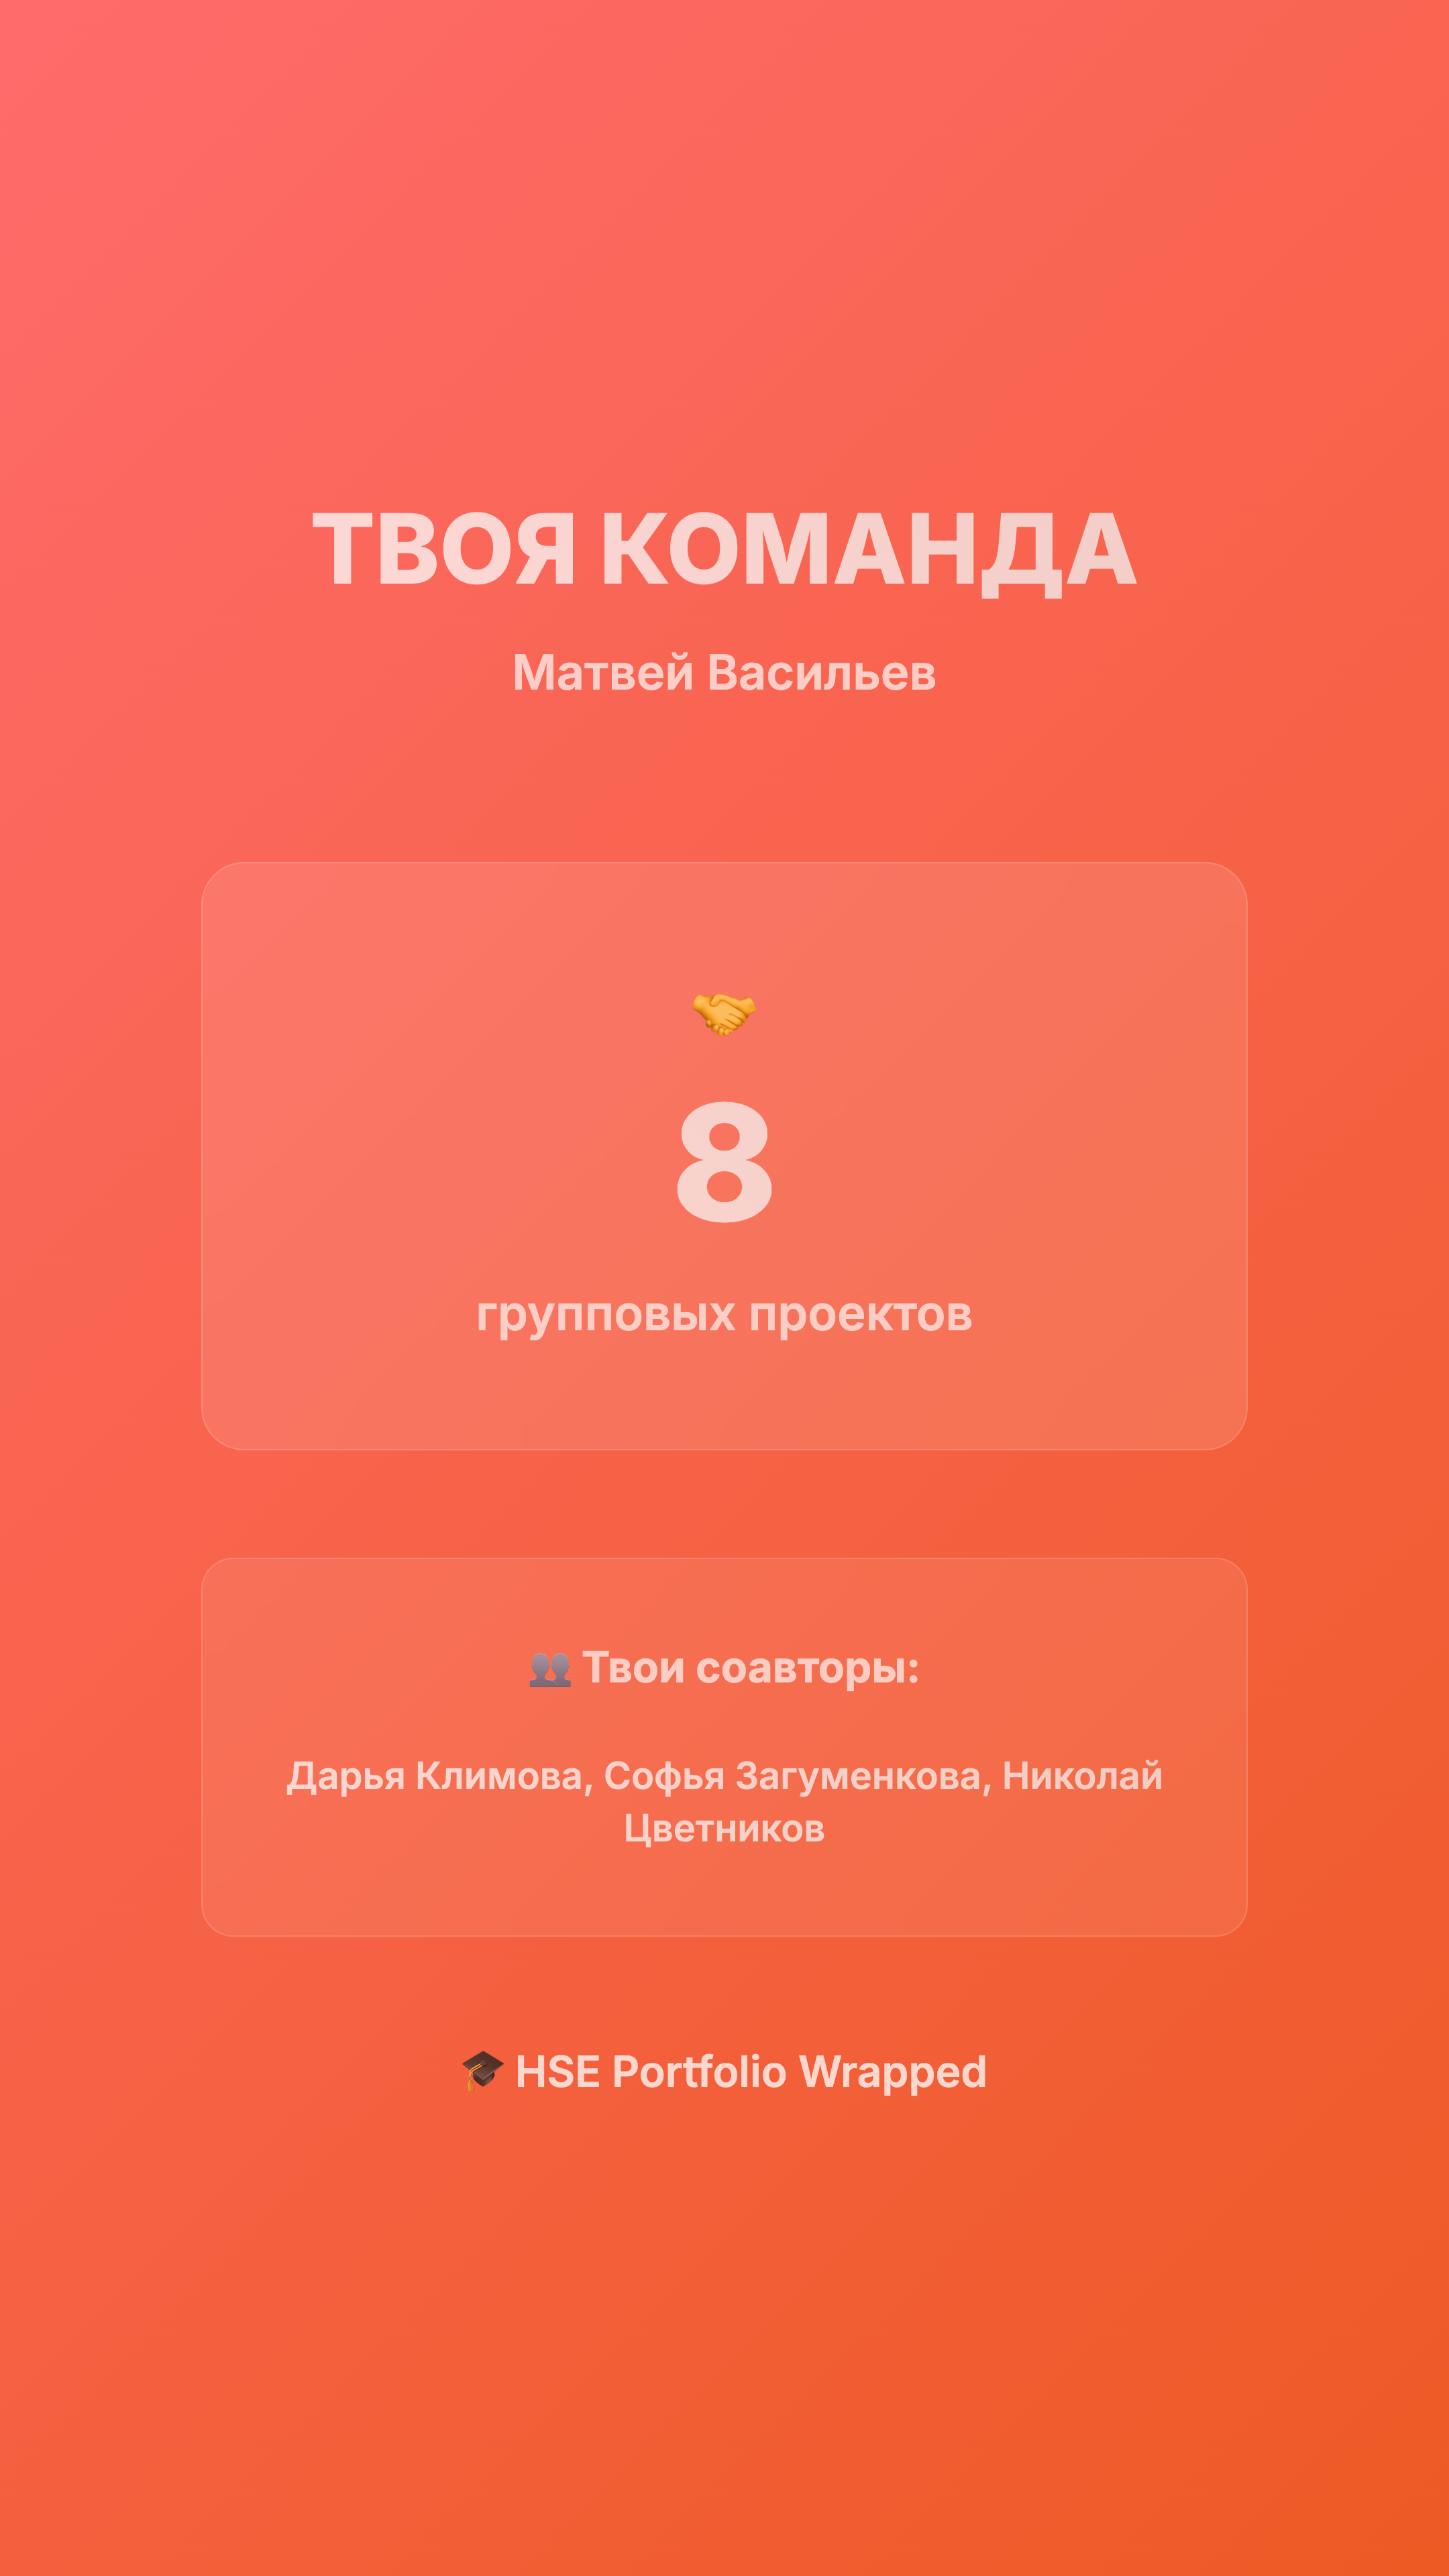 ТВОЯ КОМАНДА
Матвей Васильев
8
групповых проектов
Твои соавторы:
Дарья Климова, Софья Загуменкова, Николай
Цветников
HSE Portfolio Wrapped